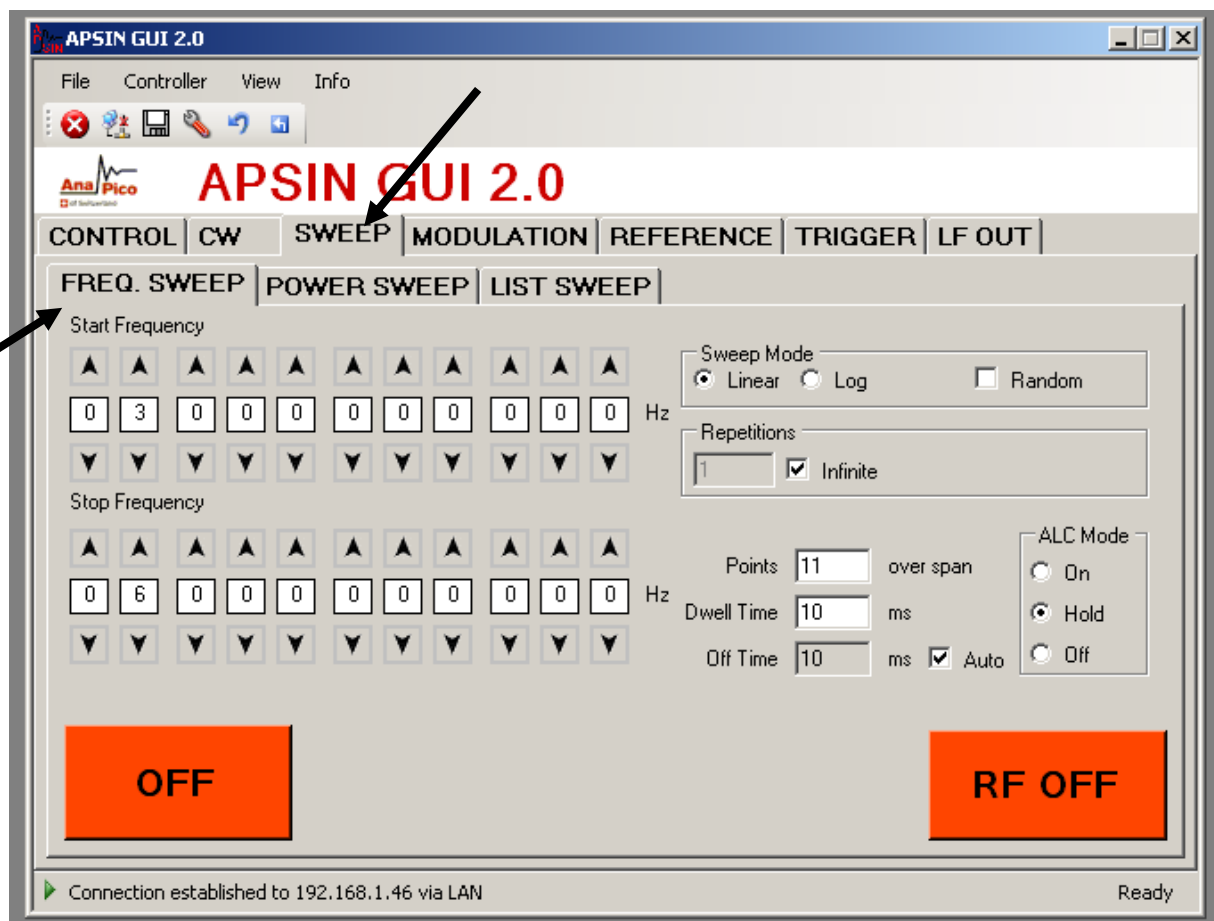 APSIN GUI 2.0
File Controller View Info
Ana Pico
APSIN GUI 2.0
CONTROL CW SWEEP MODULATION REFERENCE TRIGGER LF OUT
FREQ. SWEEP POWER SWEEP LIST SWEEP
Start Frequency
0 3 0 0 0 0 0 0 0 0 0 Hz
Stop Frequency
0 6 0 0 0 0 0 0 0 0 0 Hz
Sweep Mode
Linear Log Random
Repetitions
1 Infinite
Points 11 over span
Dwell Time 10 ms
Off Time 10 ms Auto
ALC Mode
On
Hold
Off
OFF
RF OFF
Connection established to 192.168.1.46 via LAN
Ready